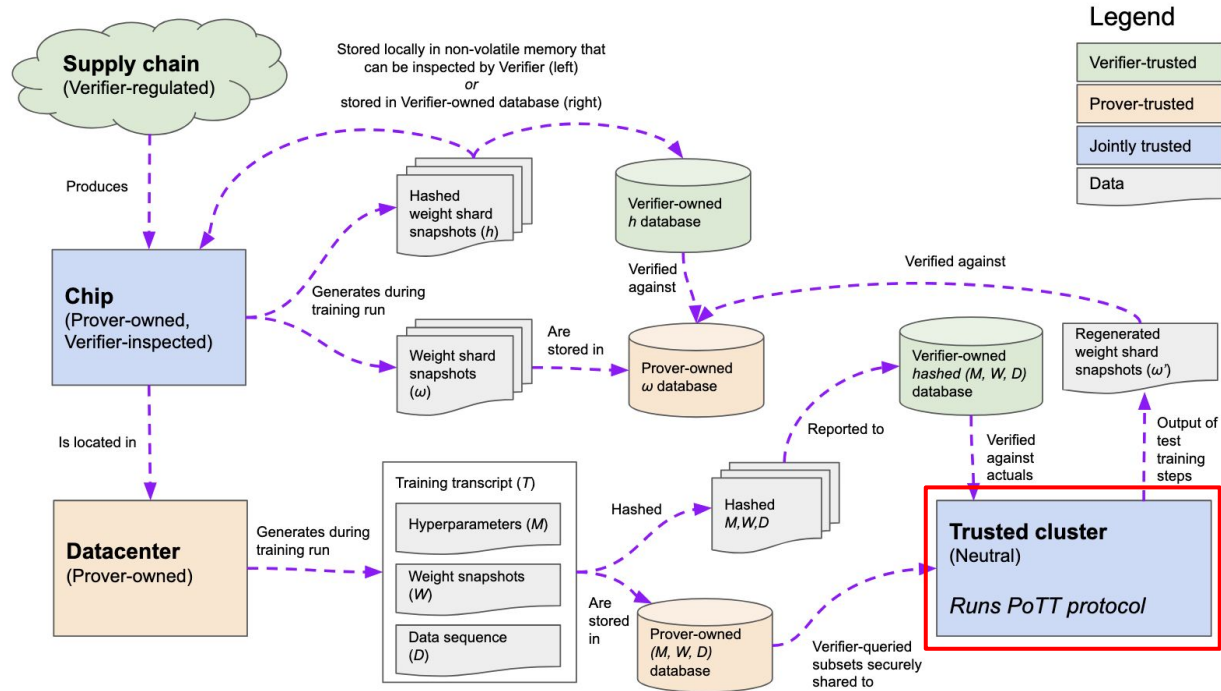 Legend
Verifier-trusted
Prover-trusted
Jointly trusted
Data
Supply chain
(Verifier-regulated)
Stored locally in non-volatile memory that
can be inspected by Verifier (left)
or
stored in Verifier-owned database (right)
Produces
Hashed
weight shard
snapshots (h)
Verifier-owned
h database
Verified
against
Verified against
Chip
(Prover-owned,
Verifier-inspected)
Generates during
training run
Weight shard
snapshots (ω)
Are
stored in
Prover-owned
ω database
Verifier-owned
hashed (M, W, D)
database
Regenerated
weight shard
snapshots (ω’)
Is located in
Reported to
Verified
against
actuals
Output of
test
training
steps
Training transcript (T)
Hyperparameters (M)
Weight snapshots
(W)
Data sequence
(D)
Hashed
Hashed
M,W,D
Datacenter
(Prover-owned)
Generates during
training run
Are
stored
in
Prover-owned
(M, W, D)
database
Verifier-queried
subsets securely
shared to
Trusted cluster
(Neutral)
Runs PoTT protocol